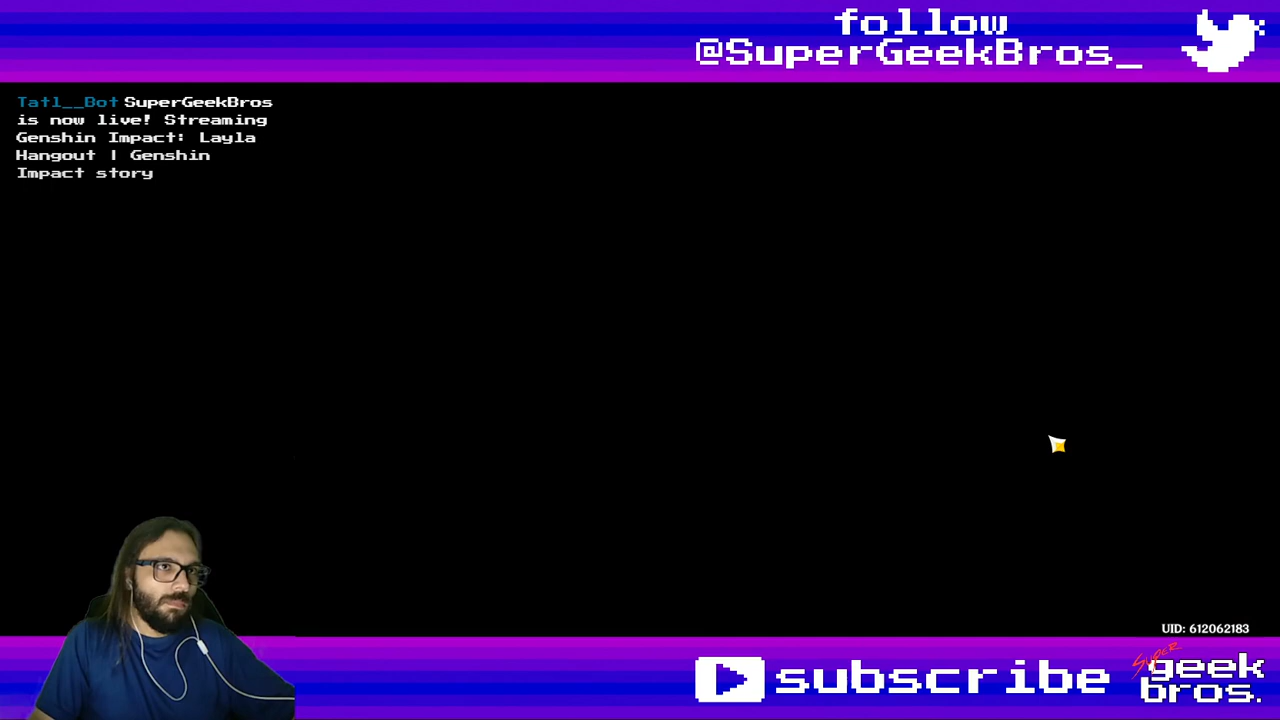 follow
@SuperGeekBros_
Tatl__Bot SuperGeekBros
is now live! Streaming
Genshin Impact: Layla
Hangout | Genshin
Impact story
UID: 612062183
subscribe
SUPER
geek
bros.